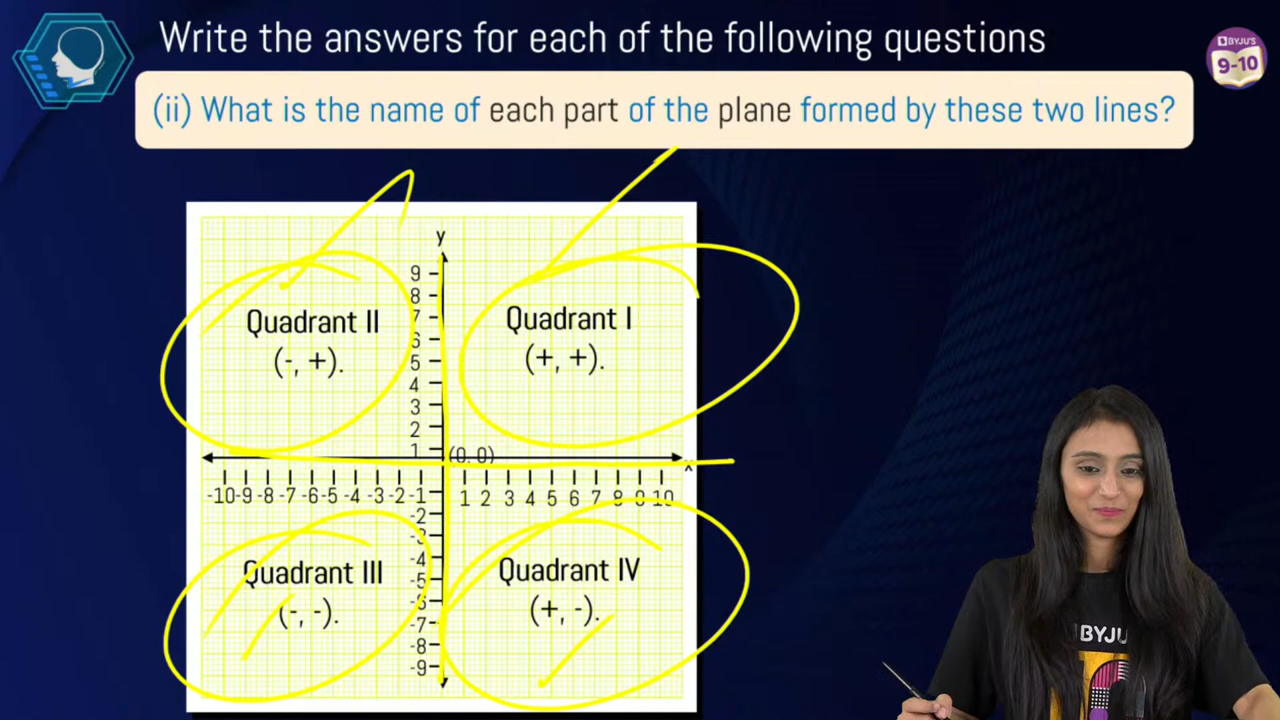 Write the answers for each of the following questions
BYJU'S
9-10
(ii) What is the name of each part of the plane formed by these two lines?
y
9
8
7
6
5
4
3
2
1
Quadrant II
(-, +).
Quadrant I
(+, +).
(0, 0)
x
-10 -9 -8 -7 -6 -5 -4 -3 -2 -1 1 2 3 4 5 6 7 8 9 10
-2
-3
-4
-5
-6
-7
-8
-9
Quadrant III
(-, -).
Quadrant IV
(+, -).
BYJU